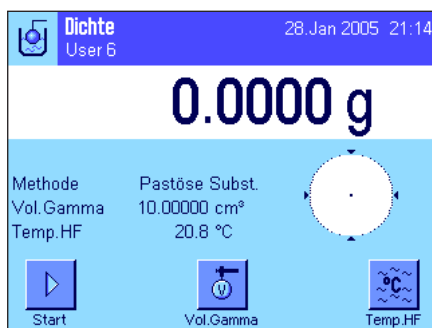 Dichte 28.Jan 2005 21:14
User 6
0.0000 g
Methode Pastöse Subst.
Vol.Gamma 10.00000 cm³
Temp.HF 20.8 °C
V °C
Start Vol.Gamma Temp.HF